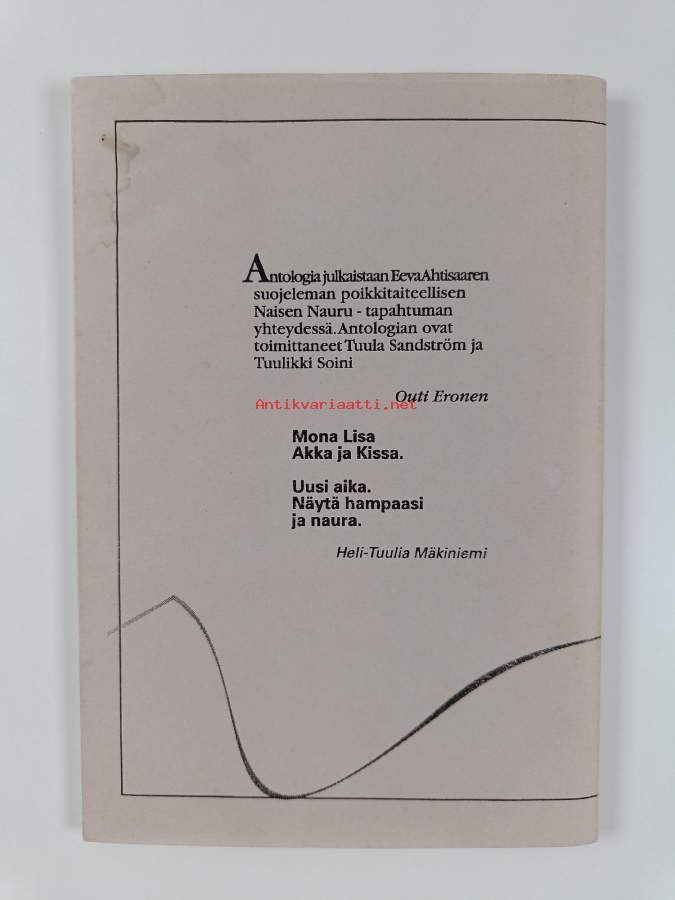 Antologia julkaistaan Eeva Ahtisaaren
suojeleman poikkitaiteellisen
Naisen Nauru - tapahtuman
yhteydessä. Antologian ovat
toimittaneet Tuula Sandström ja
Tuulikki Soini
Outi Eronen
Antikvariaatti.net
Mona Lisa
Akka ja Kissa.
Uusi aika.
Näytä hampaasi
ja naura.
Heli-Tuulia Mäkiniemi